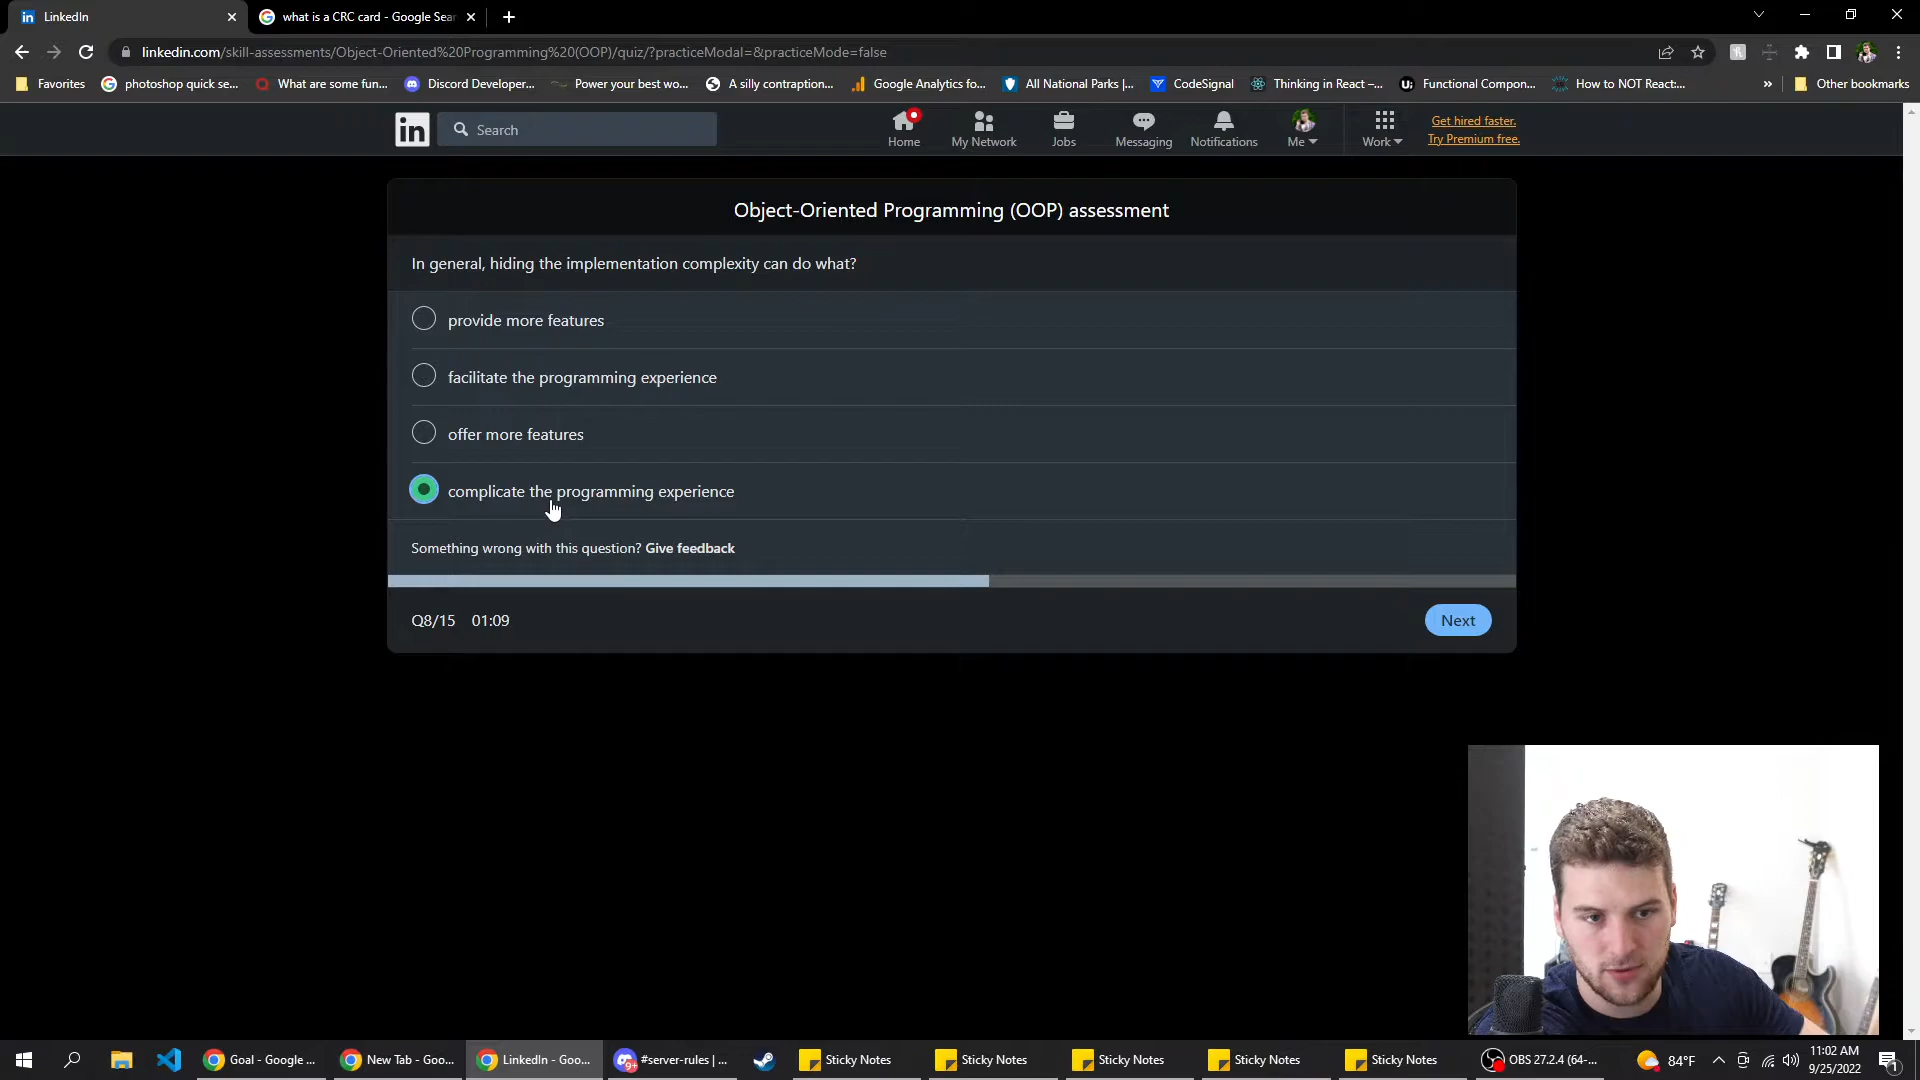 LinkedIn
what is a CRC card - Google Sear
linkedin.com/skill-assessments/Object-Oriented%20Programming%20(OOP)/quiz/?practiceModal=&practiceMode=false
Favorites
photoshop quick se...
What are some fun...
Discord Developer...
Power your best wo...
A silly contraption...
Google Analytics fo...
All National Parks |...
CodeSignal
Thinking in React –...
Functional Compon...
How to NOT React:...
»
Other bookmarks
in
Search
Home
My Network
Jobs
Messaging
Notifications
Me
Work
Get hired faster.
Try Premium free.
Object-Oriented Programming (OOP) assessment
In general, hiding the implementation complexity can do what?
provide more features
facilitate the programming experience
offer more features
complicate the programming experience
Something wrong with this question? Give feedback
Q8/15 01:09
Next
Goal - Google ...
New Tab - Goo...
LinkedIn - Goo...
9+
#server-rules | ...
Sticky Notes
Sticky Notes
Sticky Notes
Sticky Notes
Sticky Notes
OBS 27.2.4 (64-...
84°F
11:02 AM
9/25/2022
1